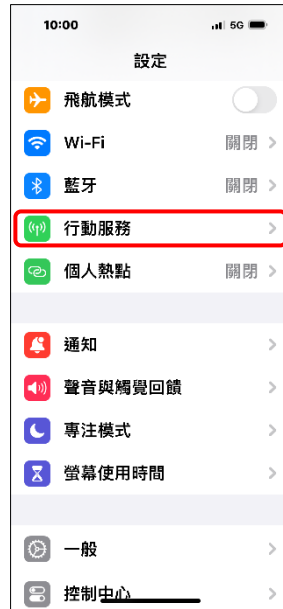 10:00 5G
設定
飛航模式
Wi-Fi 關閉
藍牙 關閉
行動服務
個人熱點 關閉
通知
聲音與觸覺回饋
專注模式
螢幕使用時間
一般
控制中心